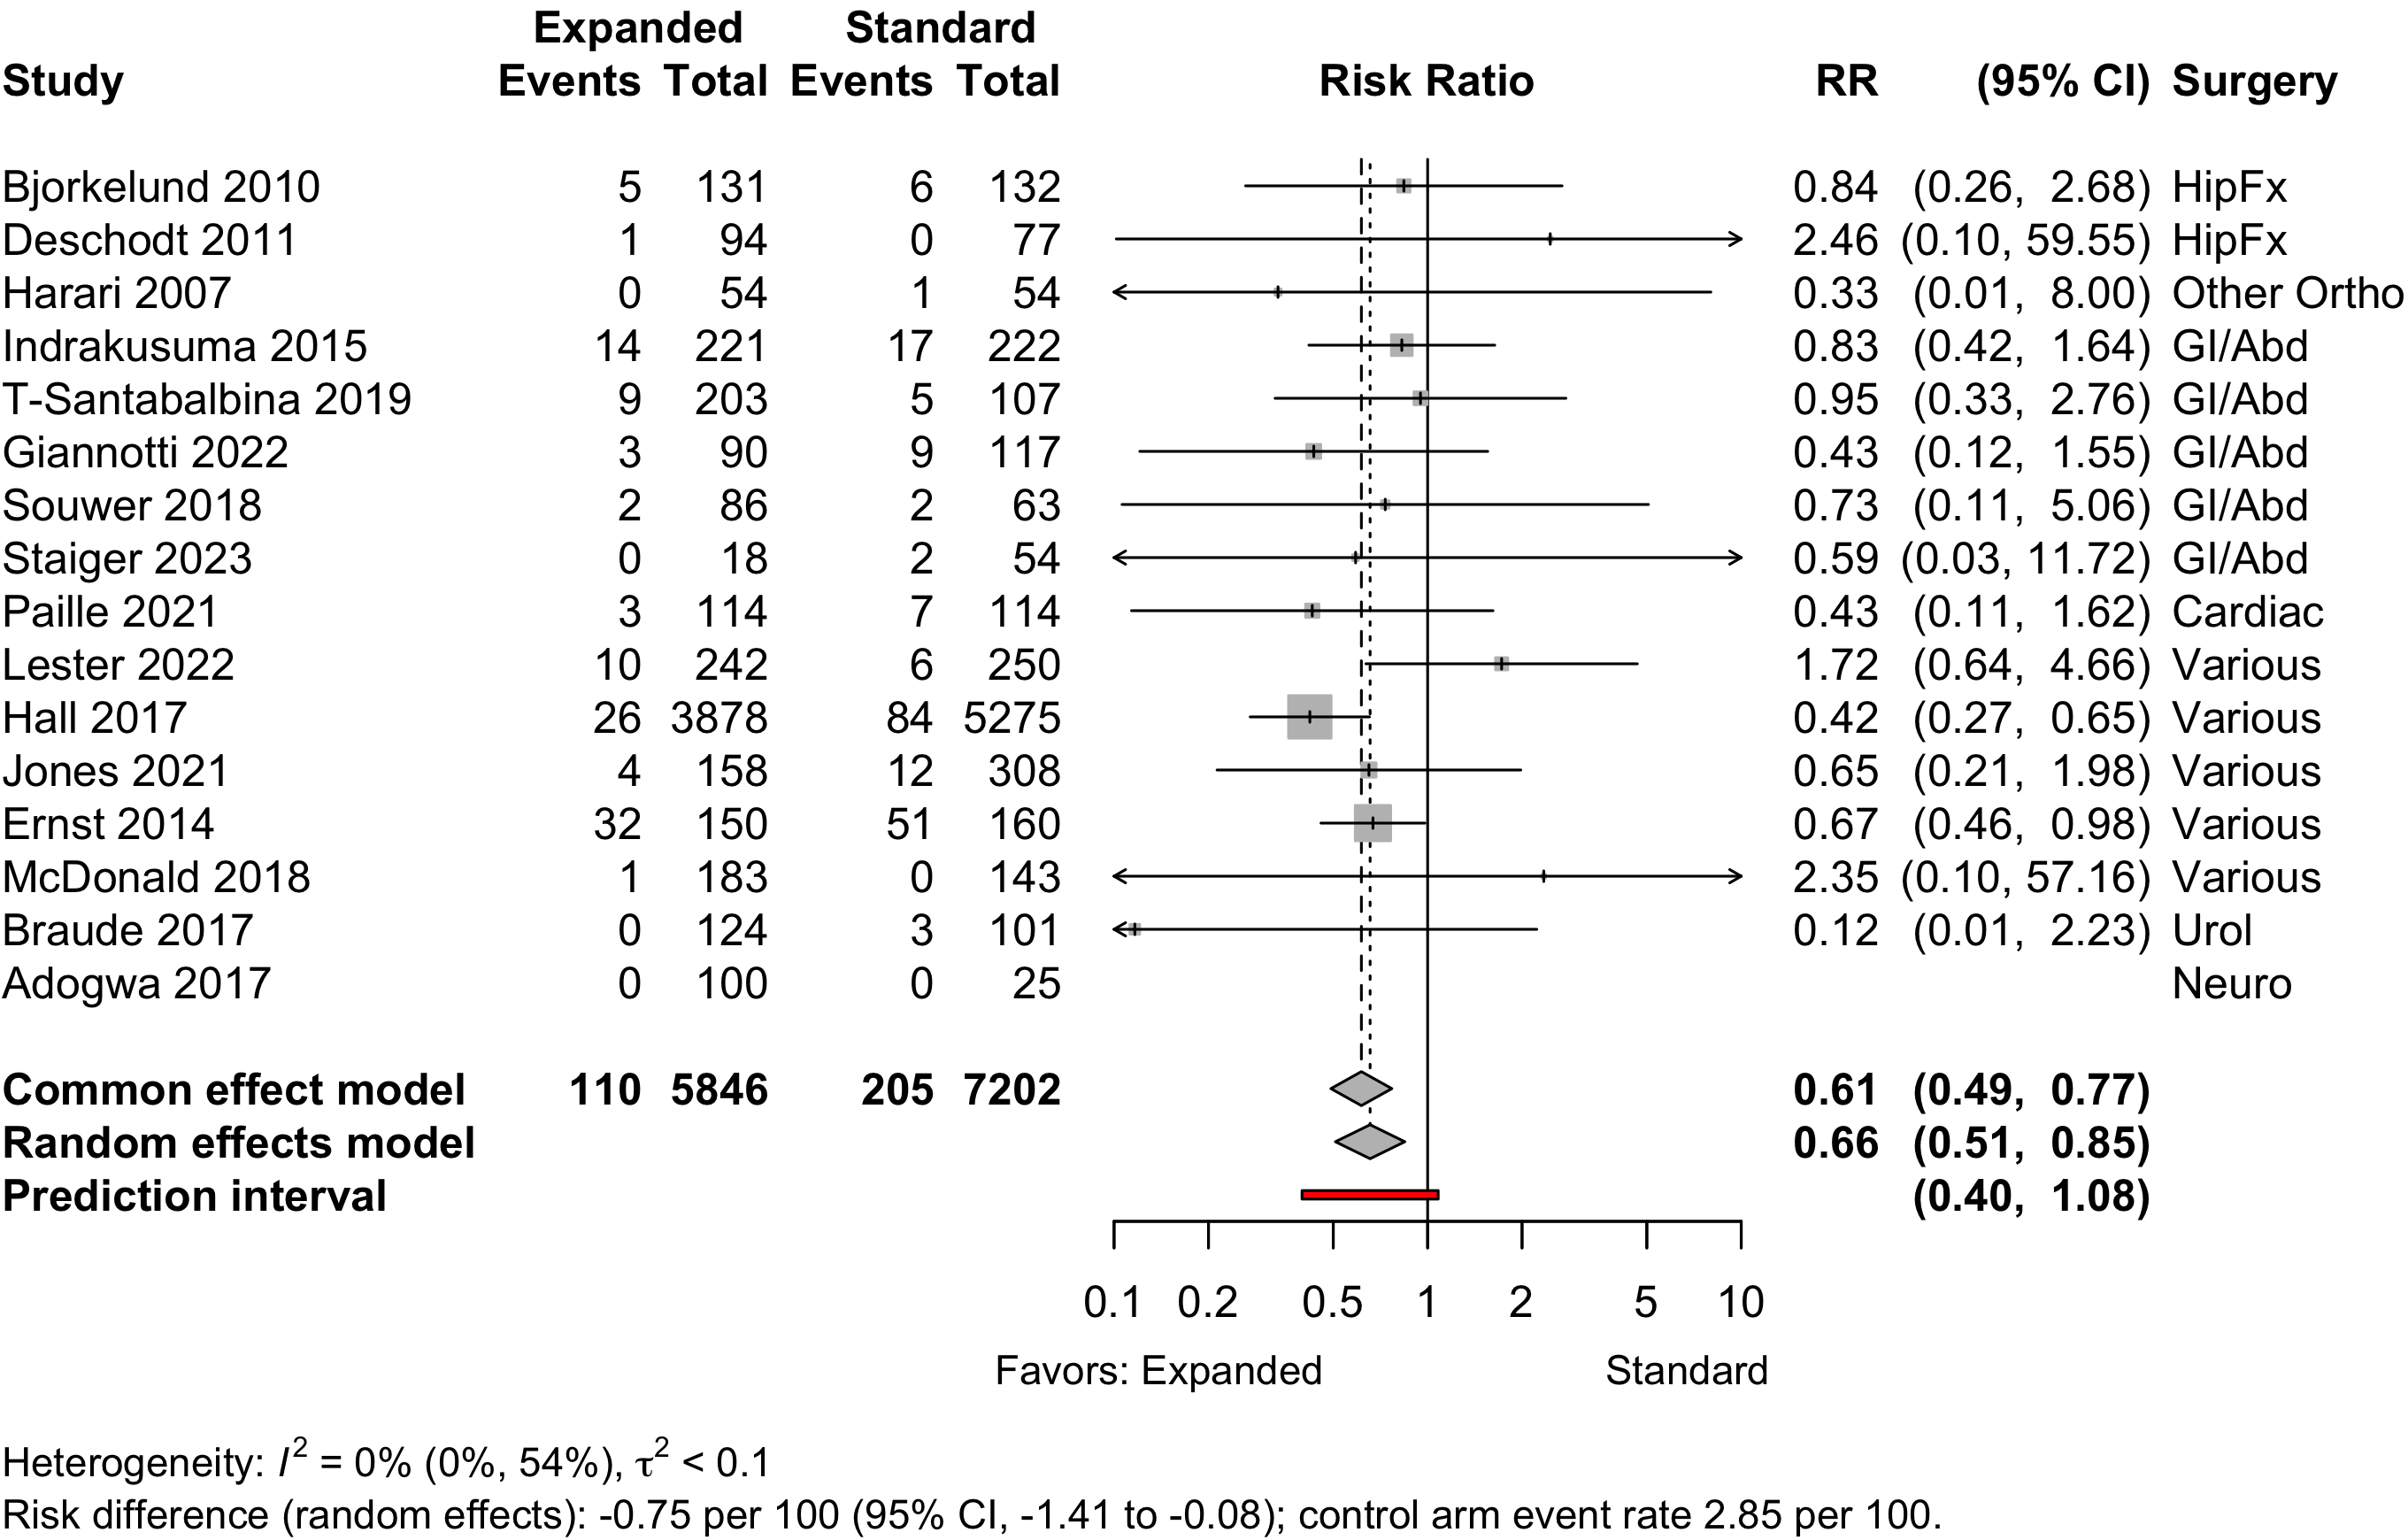 Expanded Standard
Study Events Total Events Total Risk Ratio RR (95% CI) Surgery
Bjorkelund 2010 5 131 6 132 0.84 (0.26, 2.68) HipFx
Deschodt 2011 1 94 0 77 2.46 (0.10, 59.55) HipFx
Harari 2007 0 54 1 54 0.33 (0.01, 8.00) Other Ortho
Indrakusuma 2015 14 221 17 222 0.83 (0.42, 1.64) GI/Abd
T-Santabalbina 2019 9 203 5 107 0.95 (0.33, 2.76) GI/Abd
Giannotti 2022 3 90 9 117 0.43 (0.12, 1.55) GI/Abd
Souwer 2018 2 86 2 63 0.73 (0.11, 5.06) GI/Abd
Staiger 2023 0 18 2 54 0.59 (0.03, 11.72) GI/Abd
Paille 2021 3 114 7 114 0.43 (0.11, 1.62) Cardiac
Lester 2022 10 242 6 250 1.72 (0.64, 4.66) Various
Hall 2017 26 3878 84 5275 0.42 (0.27, 0.65) Various
Jones 2021 4 158 12 308 0.65 (0.21, 1.98) Various
Ernst 2014 32 150 51 160 0.67 (0.46, 0.98) Various
McDonald 2018 1 183 0 143 2.35 (0.10, 57.16) Various
Braude 2017 0 124 3 101 0.12 (0.01, 2.23) Urol
Adogwa 2017 0 100 0 25 Neuro
Common effect model 110 5846 205 7202 0.61 (0.49, 0.77)
Random effects model 0.66 (0.51, 0.85)
Prediction interval (0.40, 1.08)
0.1 0.2 0.5 1 2 5 10
Favors: Expanded Standard
Heterogeneity: I² = 0% (0%, 54%), τ² < 0.1
Risk difference (random effects): -0.75 per 100 (95% CI, -1.41 to -0.08); control arm event rate 2.85 per 100.